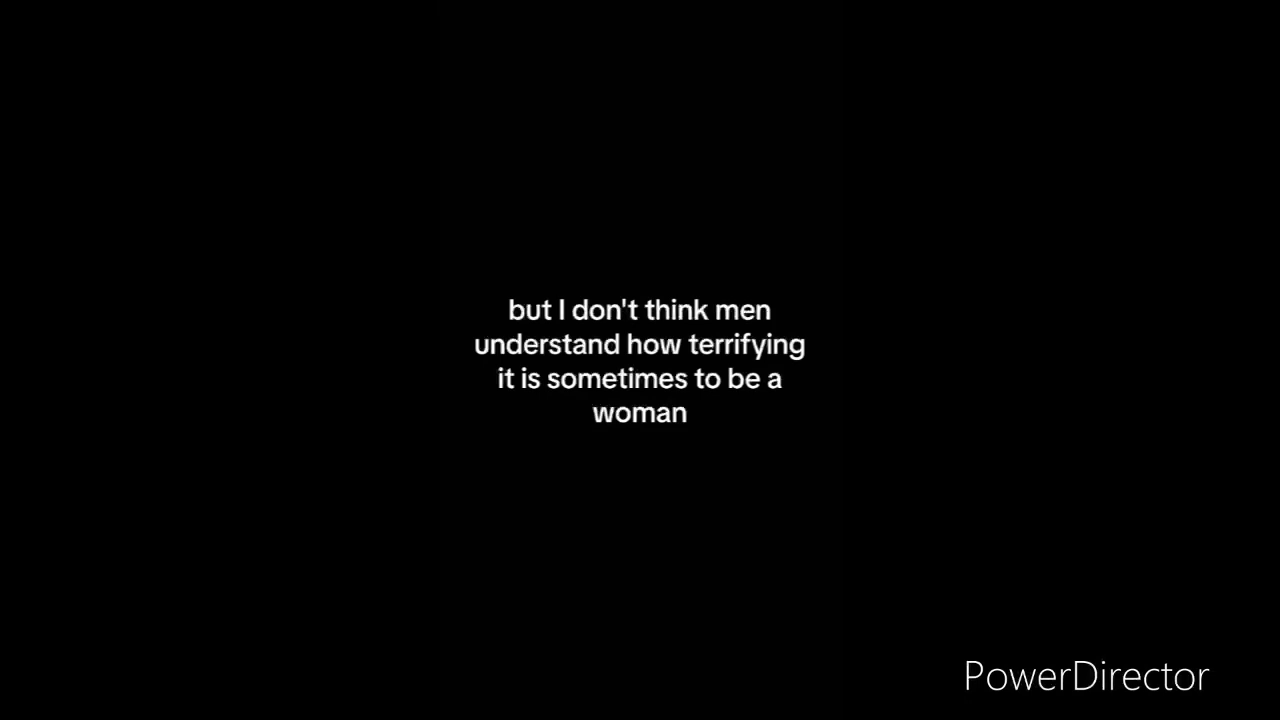 but I don't think men
understand how terrifying
it is sometimes to be a
woman
PowerDirector